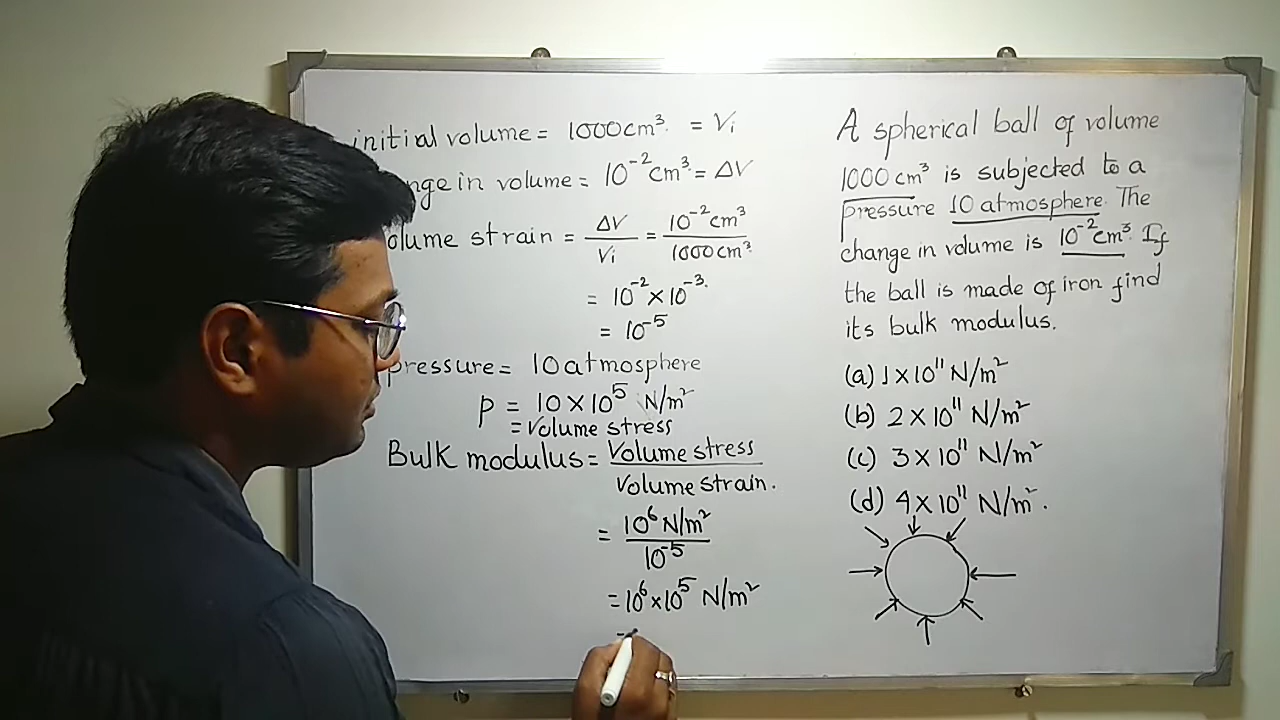 initial volume = 1000cm³. = Vi
nge in volume = 10⁻²cm³. = ΔV
olume strain = ΔV/Vi = 10⁻²cm³/1000cm³.
= 10⁻² × 10⁻³.
= 10⁻⁵
pressure = 10 atmosphere
p = 10 × 10⁵ N/m²
= Volume stress
Bulk modulus = Volume stress/Volume strain.
= 10⁶ N/m²/10⁻⁵
= 10⁶ × 10⁵ N/m²
A spherical ball of volume
1000 cm³ is subjected to a
pressure 10 atmosphere. The
change in volume is 10⁻²cm³. If
the ball is made of iron find
its bulk modulus.
(a) 1 × 10¹¹ N/m²
(b) 2 × 10¹¹ N/m²
(c) 3 × 10¹¹ N/m²
(d) 4 × 10¹¹ N/m².